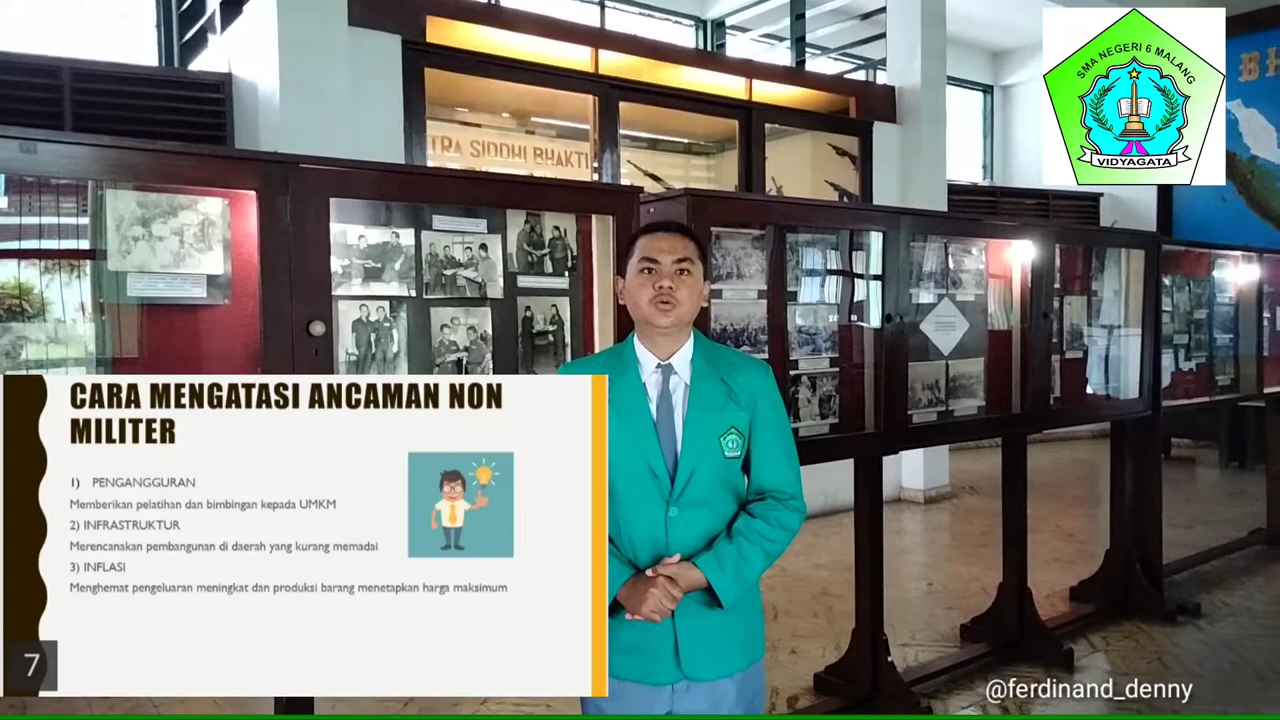 SMA NEGERI 6 MALANG
VIDYAGATA
TRA SIDDHI BHAKTI
BH
CARA MENGATASI ANCAMAN NON
MILITER
1) PENGANGGURAN
Memberikan pelatihan dan bimbingan kepada UMKM
2) INFRASTRUKTUR
Merencanakan pembangunan di daerah yang kurang memadai
3) INFLASI
Menghemat pengeluaran meningkat dan produksi barang menetapkan harga maksimum
7
@ferdinand_denny